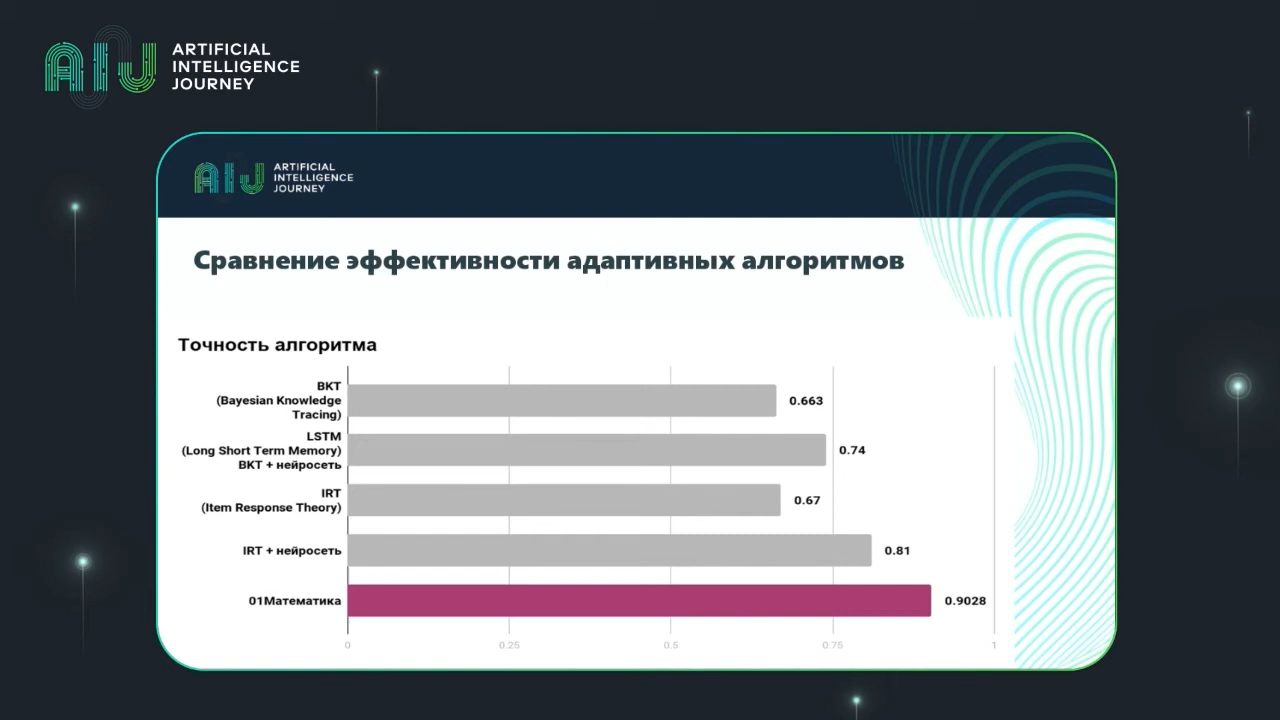 ARTIFICIAL
INTELLIGENCE
JOURNEY
ARTIFICIAL
INTELLIGENCE
JOURNEY
Сравнение эффективности адаптивных алгоритмов
Точность алгоритма
BKT
(Bayesian Knowledge
Tracing)
0.663
LSTM
(Long Short Term Memory)
BKT + нейросеть
0.74
IRT
(Item Response Theory)
0.67
IRT + нейросеть
0.81
01Математика
0.9028
0 0.25 0.5 0.75 1